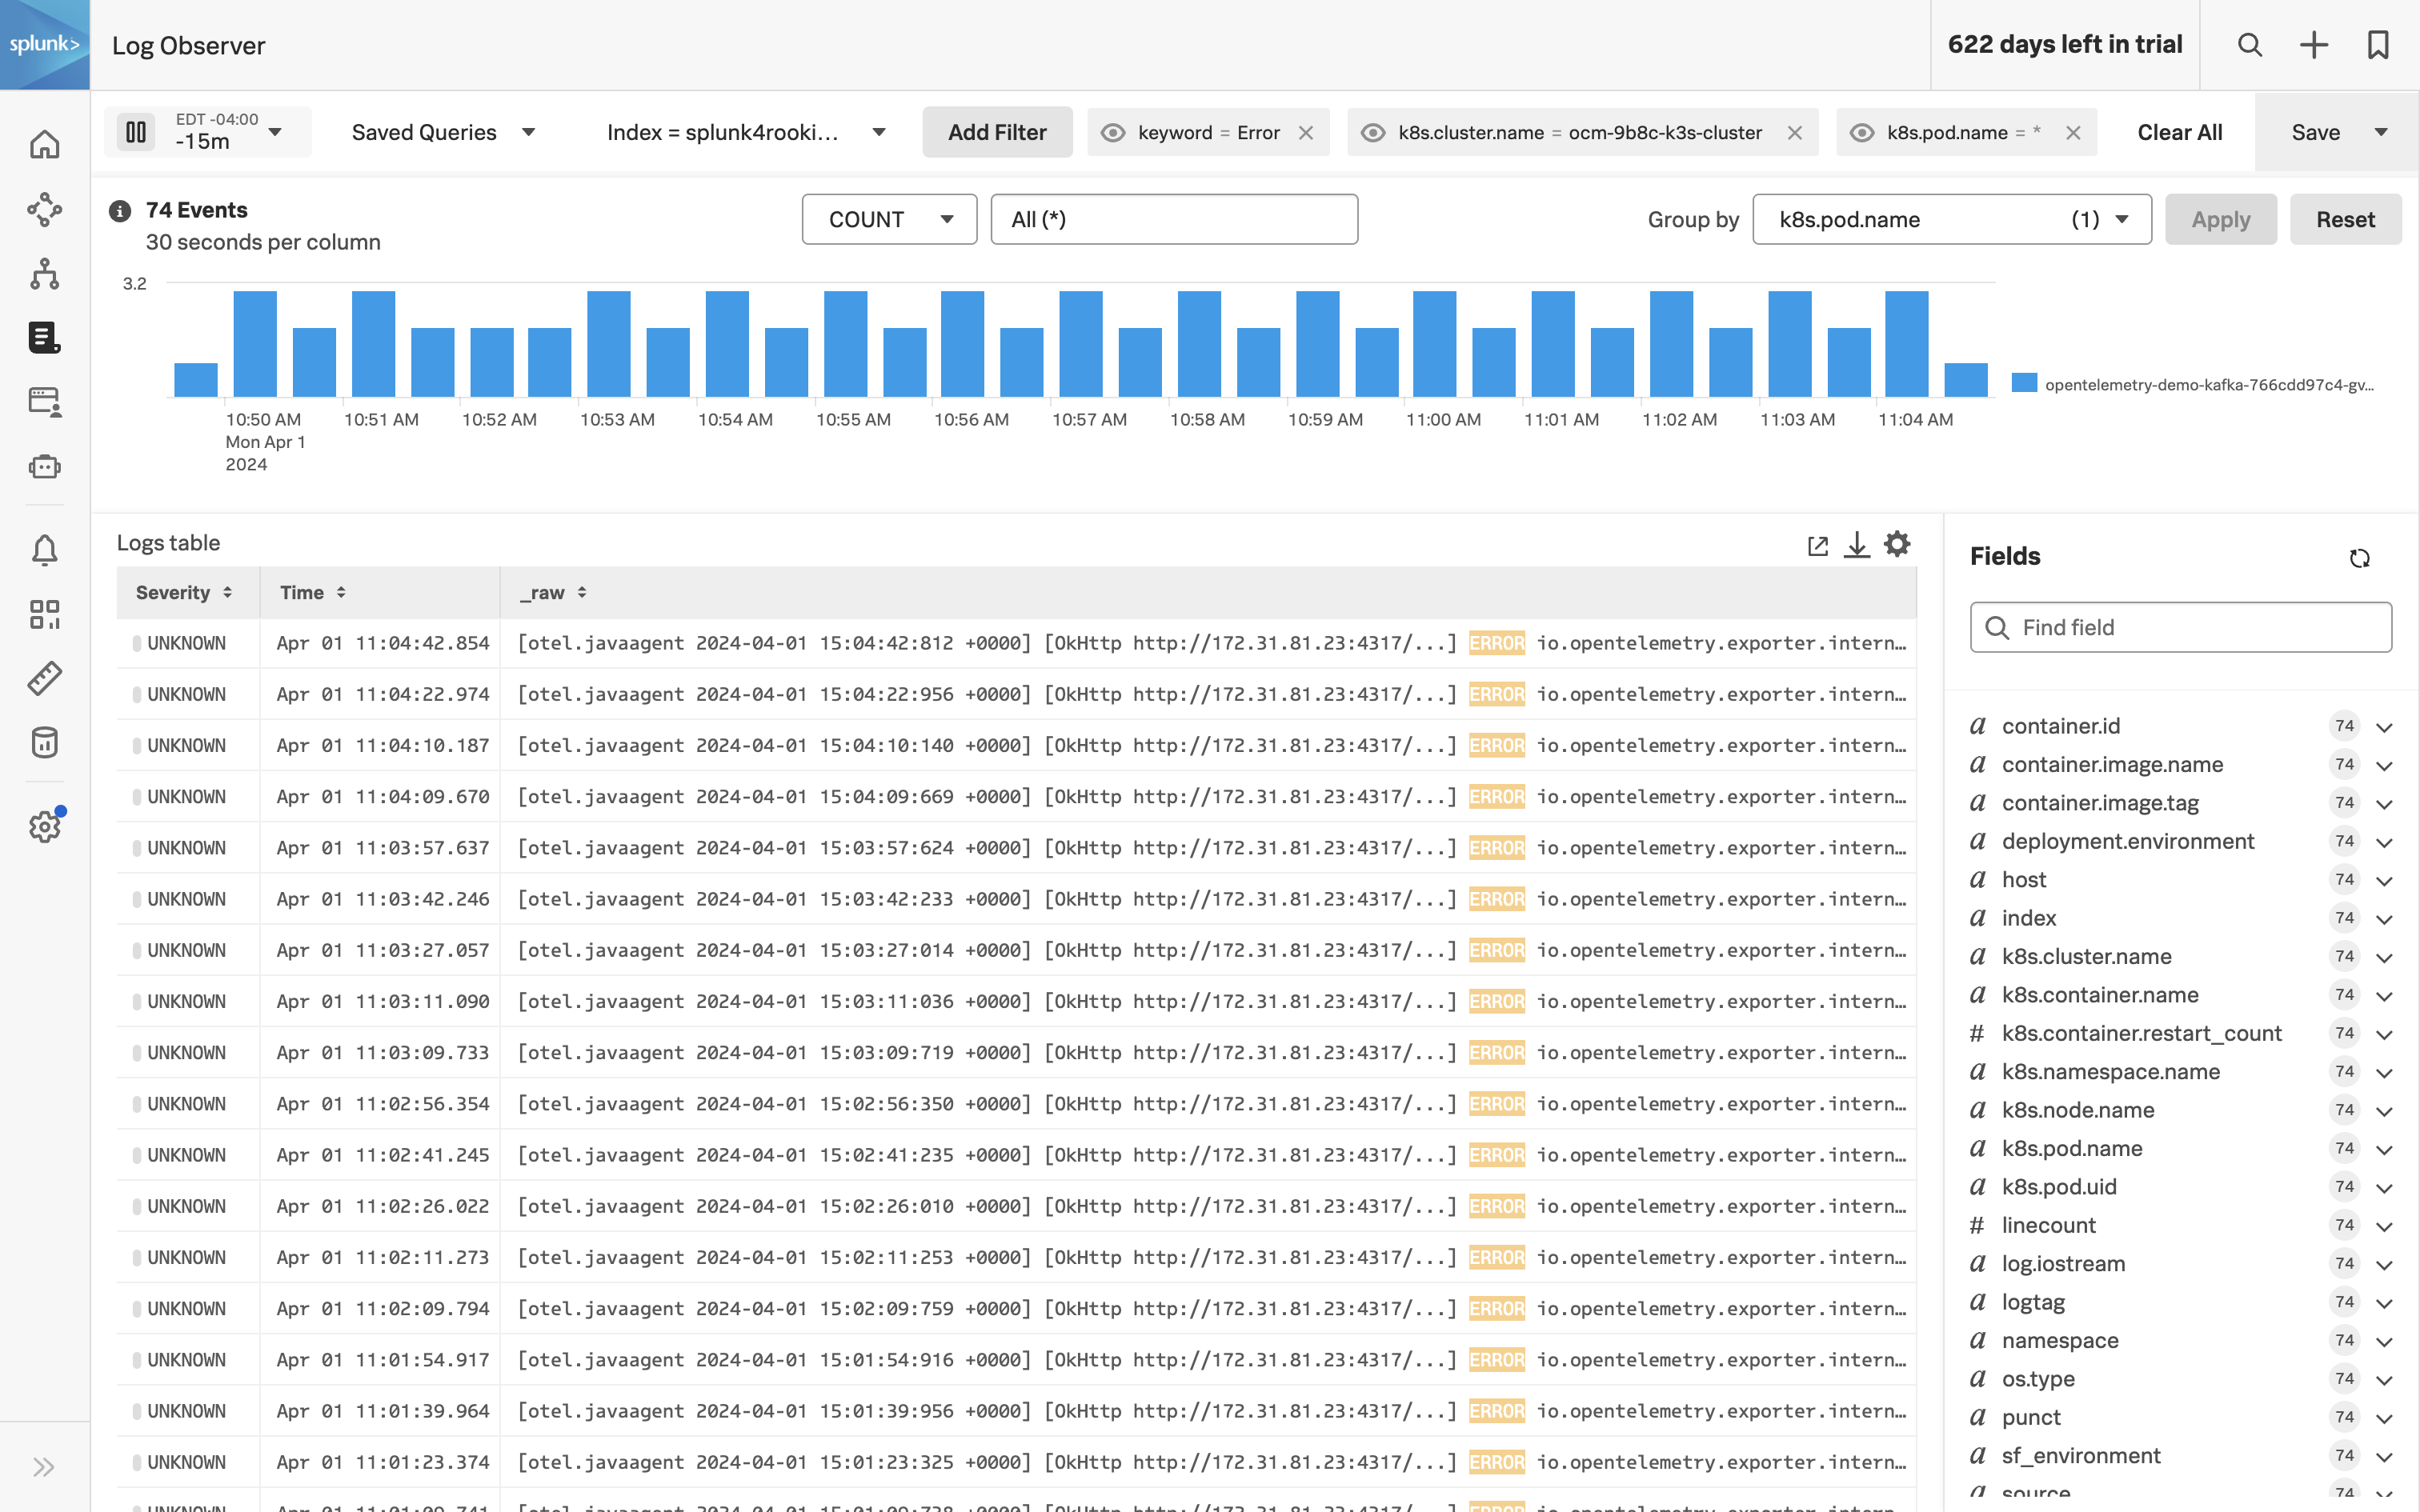 splunk>
Log Observer
622 days left in trial
EDT -04:00
-15m
Saved Queries
Index = splunk4rooki...
Add Filter
keyword = Error
k8s.cluster.name = ocm-9b8c-k3s-cluster
k8s.pod.name = *
Clear All
Save
74 Events
30 seconds per column
COUNT
All (*)
Group by
k8s.pod.name (1)
Apply
Reset
3.2
10:50 AM 10:51 AM 10:52 AM 10:53 AM 10:54 AM 10:55 AM 10:56 AM 10:57 AM 10:58 AM 10:59 AM 11:00 AM 11:01 AM 11:02 AM 11:03 AM 11:04 AM
Mon Apr 1
2024
opentelemetry-demo-kafka-766cdd97c4-gv...
Logs table
Severity Time _raw
UNKNOWN Apr 01 11:04:42.854 [otel.javaagent 2024-04-01 15:04:42:812 +0000] [OkHttp http://172.31.81.23:4317/...] ERROR io.opentelemetry.exporter.intern...
UNKNOWN Apr 01 11:04:22.974 [otel.javaagent 2024-04-01 15:04:22:956 +0000] [OkHttp http://172.31.81.23:4317/...] ERROR io.opentelemetry.exporter.intern...
UNKNOWN Apr 01 11:04:10.187 [otel.javaagent 2024-04-01 15:04:10:140 +0000] [OkHttp http://172.31.81.23:4317/...] ERROR io.opentelemetry.exporter.intern...
UNKNOWN Apr 01 11:04:09.670 [otel.javaagent 2024-04-01 15:04:09:669 +0000] [OkHttp http://172.31.81.23:4317/...] ERROR io.opentelemetry.exporter.intern...
UNKNOWN Apr 01 11:03:57.637 [otel.javaagent 2024-04-01 15:03:57:624 +0000] [OkHttp http://172.31.81.23:4317/...] ERROR io.opentelemetry.exporter.intern...
UNKNOWN Apr 01 11:03:42.246 [otel.javaagent 2024-04-01 15:03:42:233 +0000] [OkHttp http://172.31.81.23:4317/...] ERROR io.opentelemetry.exporter.intern...
UNKNOWN Apr 01 11:03:27.057 [otel.javaagent 2024-04-01 15:03:27:014 +0000] [OkHttp http://172.31.81.23:4317/...] ERROR io.opentelemetry.exporter.intern...
UNKNOWN Apr 01 11:03:11.090 [otel.javaagent 2024-04-01 15:03:11:036 +0000] [OkHttp http://172.31.81.23:4317/...] ERROR io.opentelemetry.exporter.intern...
UNKNOWN Apr 01 11:03:09.733 [otel.javaagent 2024-04-01 15:03:09:719 +0000] [OkHttp http://172.31.81.23:4317/...] ERROR io.opentelemetry.exporter.intern...
UNKNOWN Apr 01 11:02:56.354 [otel.javaagent 2024-04-01 15:02:56:350 +0000] [OkHttp http://172.31.81.23:4317/...] ERROR io.opentelemetry.exporter.intern...
UNKNOWN Apr 01 11:02:41.245 [otel.javaagent 2024-04-01 15:02:41:235 +0000] [OkHttp http://172.31.81.23:4317/...] ERROR io.opentelemetry.exporter.intern...
UNKNOWN Apr 01 11:02:26.022 [otel.javaagent 2024-04-01 15:02:26:010 +0000] [OkHttp http://172.31.81.23:4317/...] ERROR io.opentelemetry.exporter.intern...
UNKNOWN Apr 01 11:02:11.273 [otel.javaagent 2024-04-01 15:02:11:253 +0000] [OkHttp http://172.31.81.23:4317/...] ERROR io.opentelemetry.exporter.intern...
UNKNOWN Apr 01 11:02:09.794 [otel.javaagent 2024-04-01 15:02:09:759 +0000] [OkHttp http://172.31.81.23:4317/...] ERROR io.opentelemetry.exporter.intern...
UNKNOWN Apr 01 11:01:54.917 [otel.javaagent 2024-04-01 15:01:54:916 +0000] [OkHttp http://172.31.81.23:4317/...] ERROR io.opentelemetry.exporter.intern...
UNKNOWN Apr 01 11:01:39.964 [otel.javaagent 2024-04-01 15:01:39:956 +0000] [OkHttp http://172.31.81.23:4317/...] ERROR io.opentelemetry.exporter.intern...
UNKNOWN Apr 01 11:01:23.374 [otel.javaagent 2024-04-01 15:01:23:325 +0000] [OkHttp http://172.31.81.23:4317/...] ERROR io.opentelemetry.exporter.intern...
Fields
Find field
a container.id 74
a container.image.name 74
a container.image.tag 74
a deployment.environment 74
a host 74
a index 74
a k8s.cluster.name 74
a k8s.container.name 74
# k8s.container.restart_count 74
a k8s.namespace.name 74
a k8s.node.name 74
a k8s.pod.name 74
a k8s.pod.uid 74
# linecount 74
a log.iostream 74
a logtag 74
a namespace 74
a os.type 74
a punct 74
a sf_environment 74
a source 74